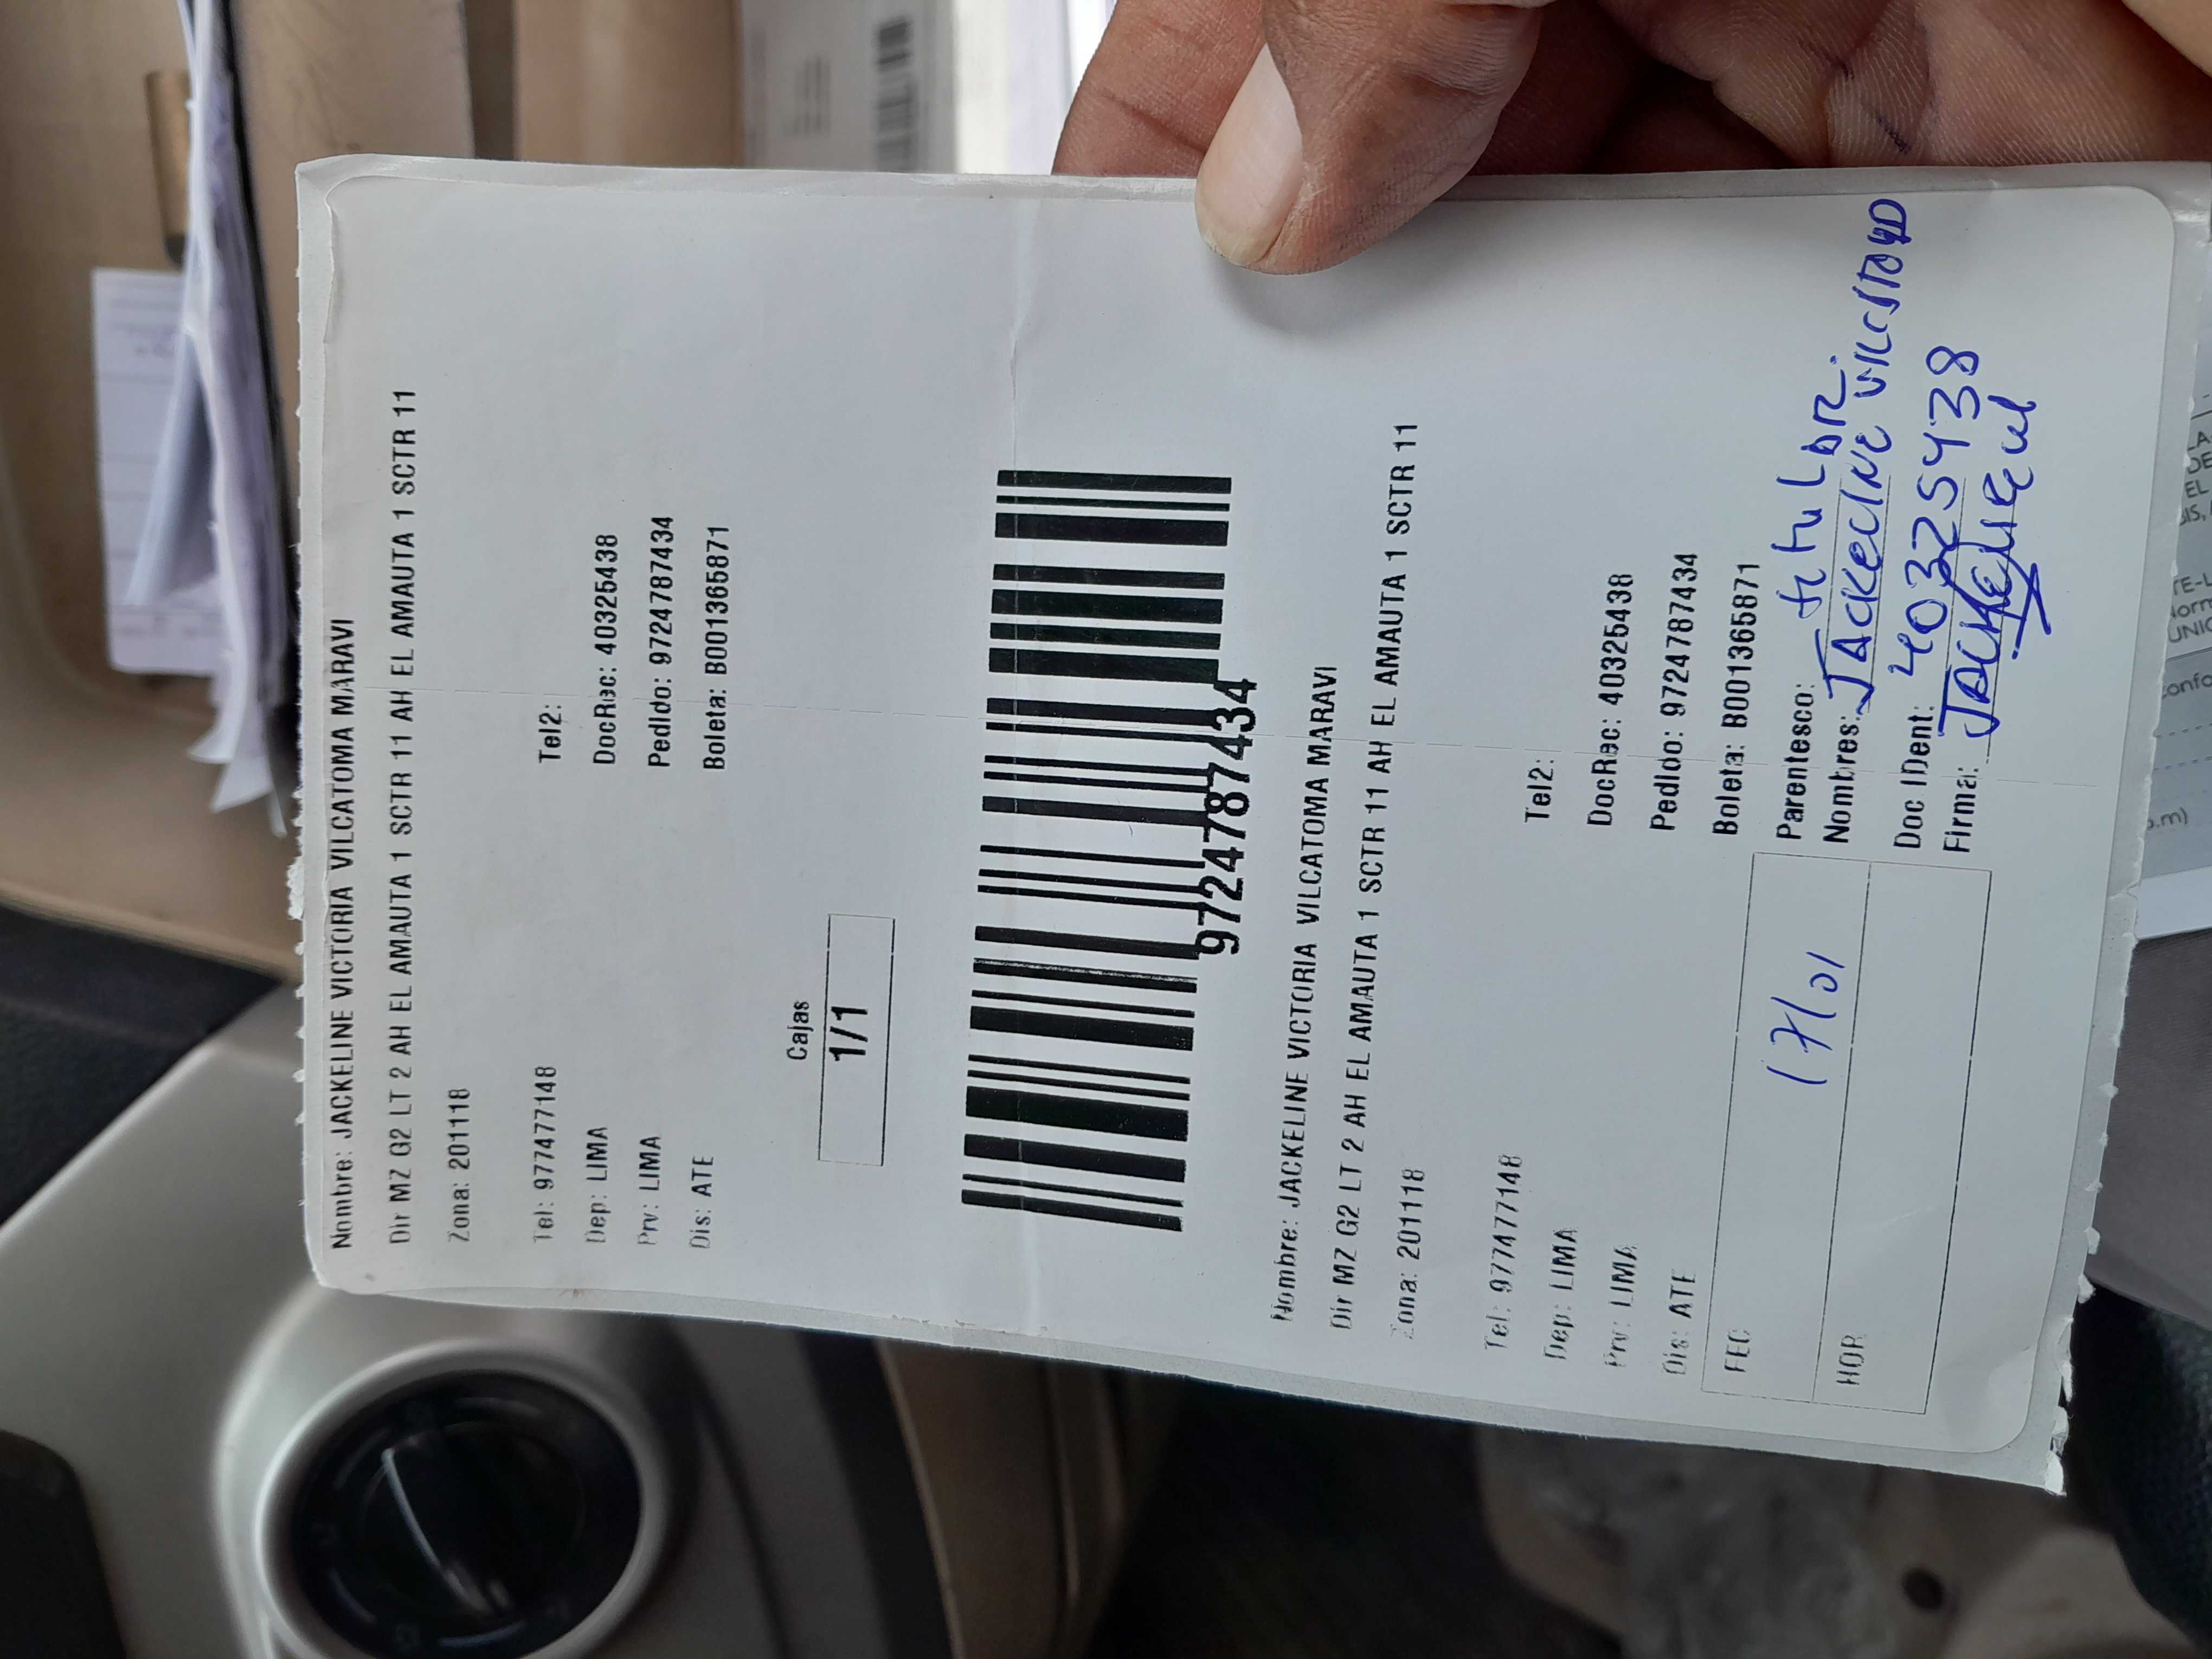 Nombre: JACKELINE VICTORIA VILCATOMA MARAVI
Dir MZ G2 LT 2 AH EL AMAUTA 1 SCTR 11 AH EL AMAUTA 1 SCTR 11
Zona: 201118
Tel: 977477148 Tel2:
Dep: LIMA DocRec: 40325438
Prv: LIMA PedIdo: 9724787434
Dis: ATE Boleta: B001365871
Cajas
1/1
9724787434
Nombre: JACKELINE VICTORIA VILCATOMA MARAVI
Dir MZ G2 LT 2 AH EL AMAUTA 1 SCTR 11 AH EL AMAUTA 1 SCTR 11
Zona: 201118
Tel: 977477148 Tel2:
Dep: LIMA DocRec: 40325438
Prv: LIMA PedIdo: 9724787434
Dis: ATE Boleta: B001365871
FEC 17/01 Parentesco: titular.
Nombres: JAckeline
HOR Doc IDent: 40325438
Firma: